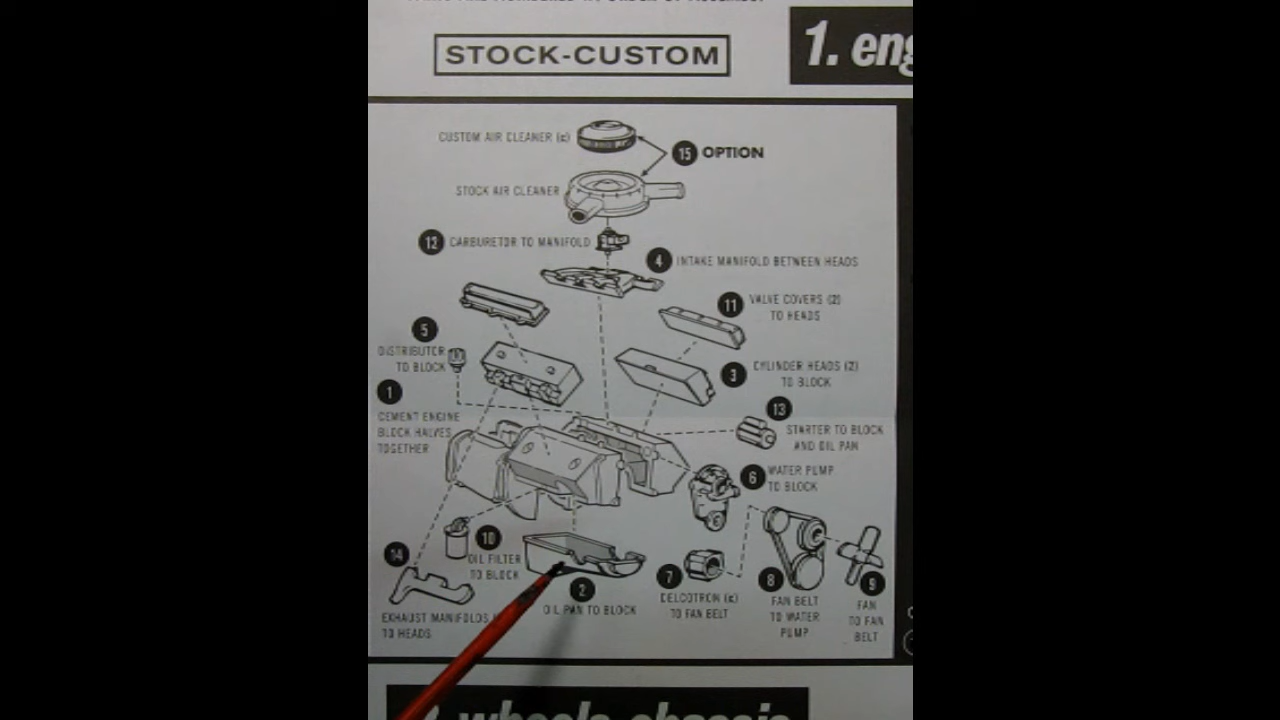 STOCK-CUSTOM
1. eng
CUSTOM AIR CLEANER (c)
15 OPTION
STOCK AIR CLEANER
12 CARBURETOR TO MANIFOLD
4 INTAKE MANIFOLD BETWEEN HEADS
11 VALVE COVERS (2)
TO HEADS
5
DISTRIBUTOR
TO BLOCK
3 CYLINDER HEADS (2)
TO BLOCK
1
CEMENT ENGINE
BLOCK HALVES
TOGETHER
13
STARTER TO BLOCK
AND OIL PAN
6 WATER PUMP
TO BLOCK
14
10
OIL FILTER
TO BLOCK
2
OIL PAN TO BLOCK
7
DELCOTRON (c)
TO FAN BELT
8
FAN BELT
TO WATER
PUMP
9
FAN
TO FAN
BELT
EXHAUST MANIFOLDS
TO HEADS
wheels, chassis